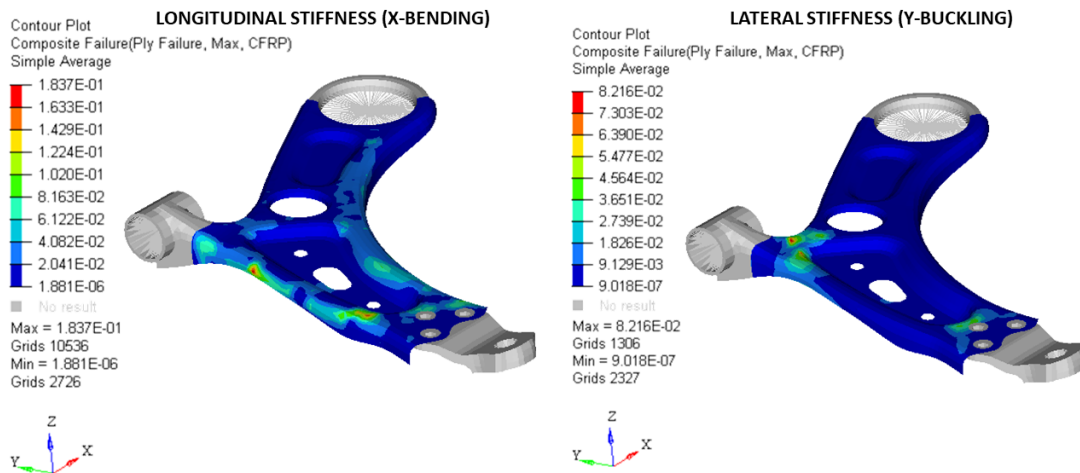 LONGITUDINAL STIFFNESS (X-BENDING)
Contour Plot
Composite Failure(Ply Failure, Max, CFRP)
Simple Average
1.837E-01
1.633E-01
1.429E-01
1.224E-01
1.020E-01
8.163E-02
6.122E-02
4.082E-02
2.041E-02
1.881E-06
No result
Max = 1.837E-01
Grids 10536
Min = 1.881E-06
Grids 2726
Z
X
Y
LATERAL STIFFNESS (Y-BUCKLING)
Contour Plot
Composite Failure(Ply Failure, Max, CFRP)
Simple Average
8.216E-02
7.303E-02
6.390E-02
5.477E-02
4.564E-02
3.651E-02
2.739E-02
1.826E-02
9.129E-03
9.018E-07
No result
Max = 8.216E-02
Grids 1306
Min = 9.018E-07
Grids 2327
Z
X
Y